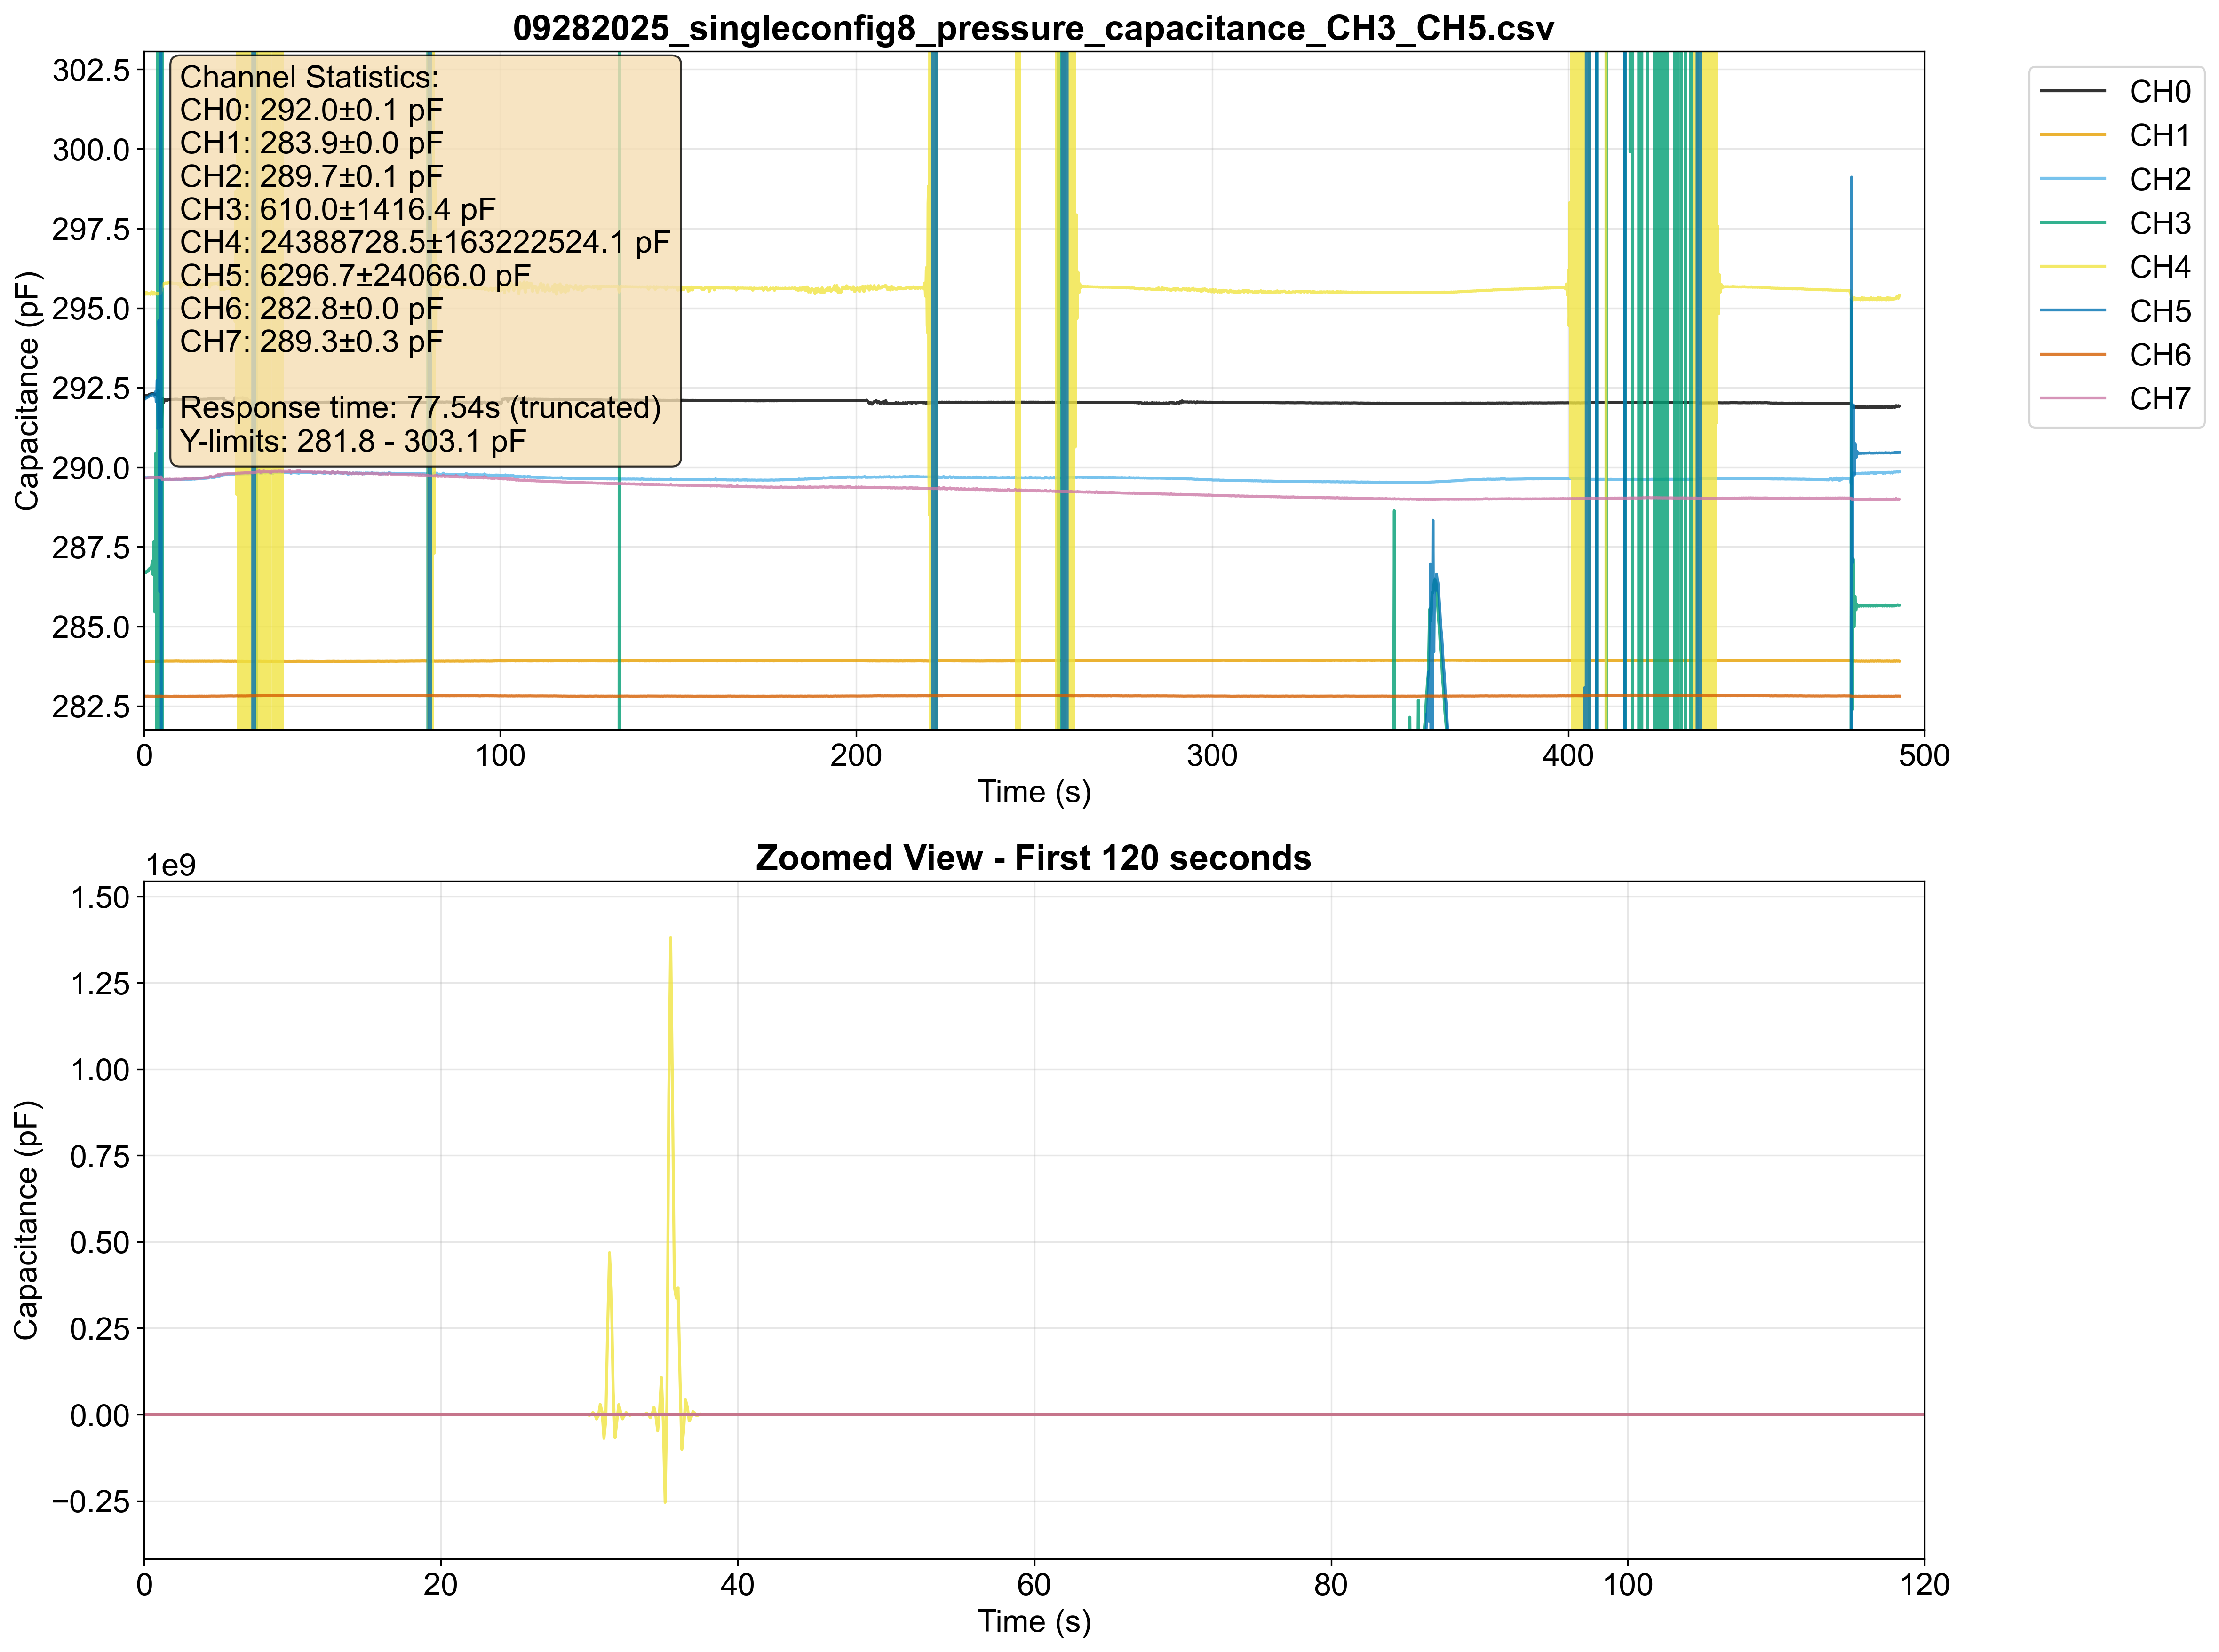 09282025_singleconfig8_pressure_capacitance_CH3_CH5.csv
Capacitance (pF)
302.5
300.0
297.5
295.0
292.5
290.0
287.5
285.0
282.5
Channel Statistics:
CH0: 292.0±0.1 pF
CH1: 283.9±0.0 pF
CH2: 289.7±0.1 pF
CH3: 610.0±1416.4 pF
CH4: 24388728.5±163222524.1 pF
CH5: 6296.7±24066.0 pF
CH6: 282.8±0.0 pF
CH7: 289.3±0.3 pF
Response time: 77.54s (truncated)
Y-limits: 281.8 - 303.1 pF
CH0
CH1
CH2
CH3
CH4
CH5
CH6
CH7
0 100 200 300 400 500
Time (s)
Zoomed View - First 120 seconds
1e9
Capacitance (pF)
1.50
1.25
1.00
0.75
0.50
0.25
0.00
−0.25
0 20 40 60 80 100 120
Time (s)